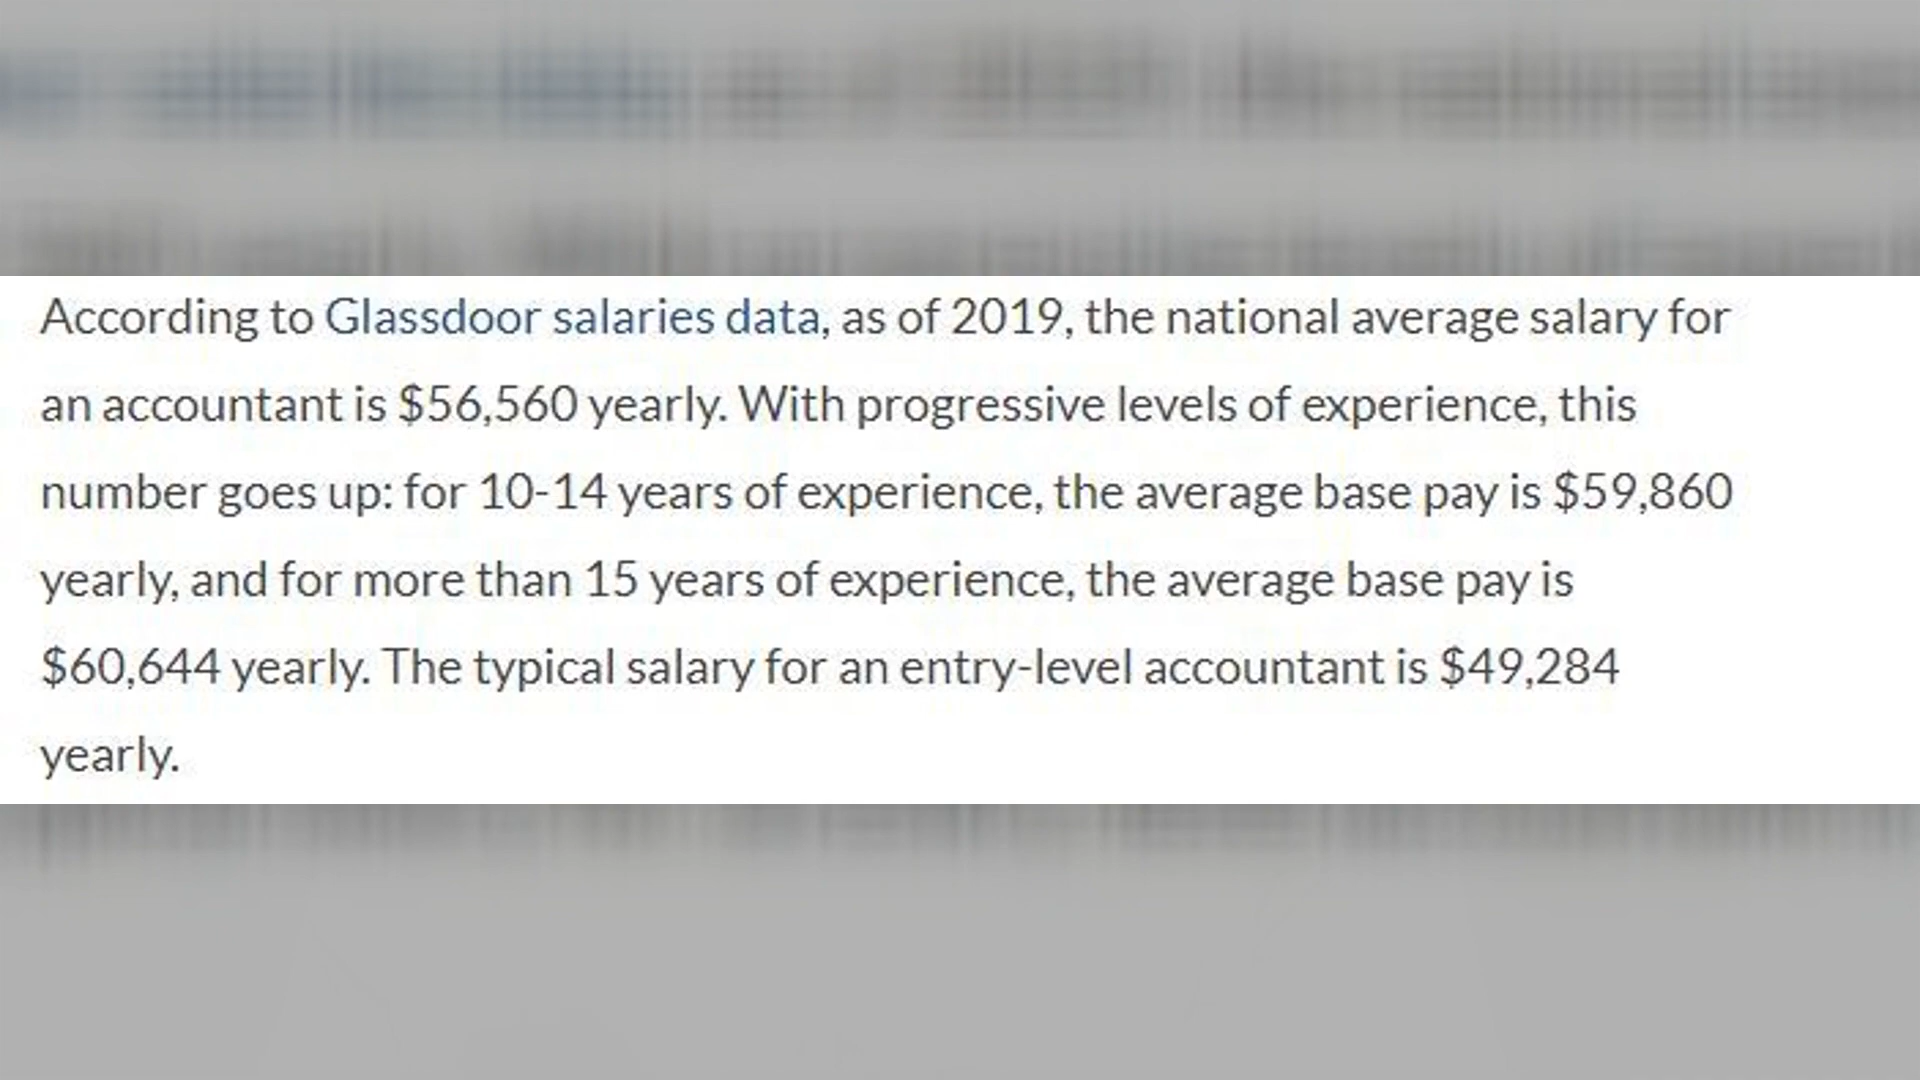 According to Glassdoor salaries data, as of 2019, the national average salary for
an accountant is $56,560 yearly. With progressive levels of experience, this
number goes up: for 10-14 years of experience, the average base pay is $59,860
yearly, and for more than 15 years of experience, the average base pay is
$60,644 yearly. The typical salary for an entry-level accountant is $49,284
yearly.